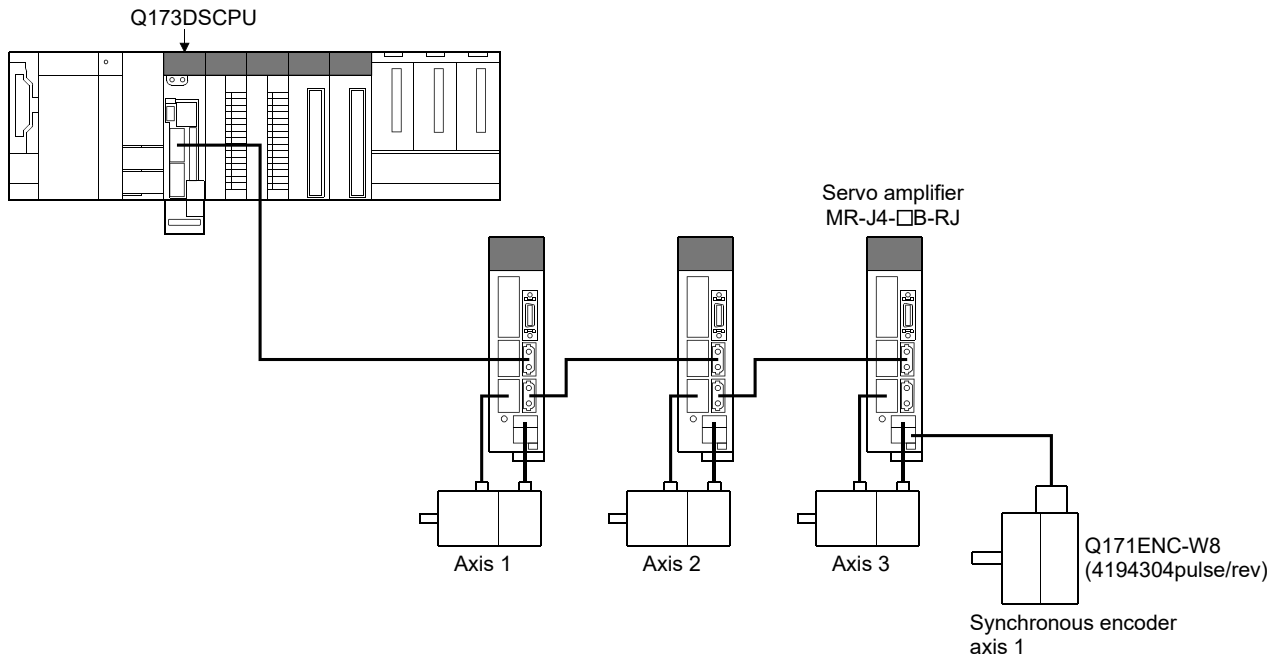 Q173DSCPU
Servo amplifier
MR-J4-□B-RJ
Axis 1
Axis 2
Axis 3
Q171ENC-W8
(4194304pulse/rev)
Synchronous encoder
axis 1